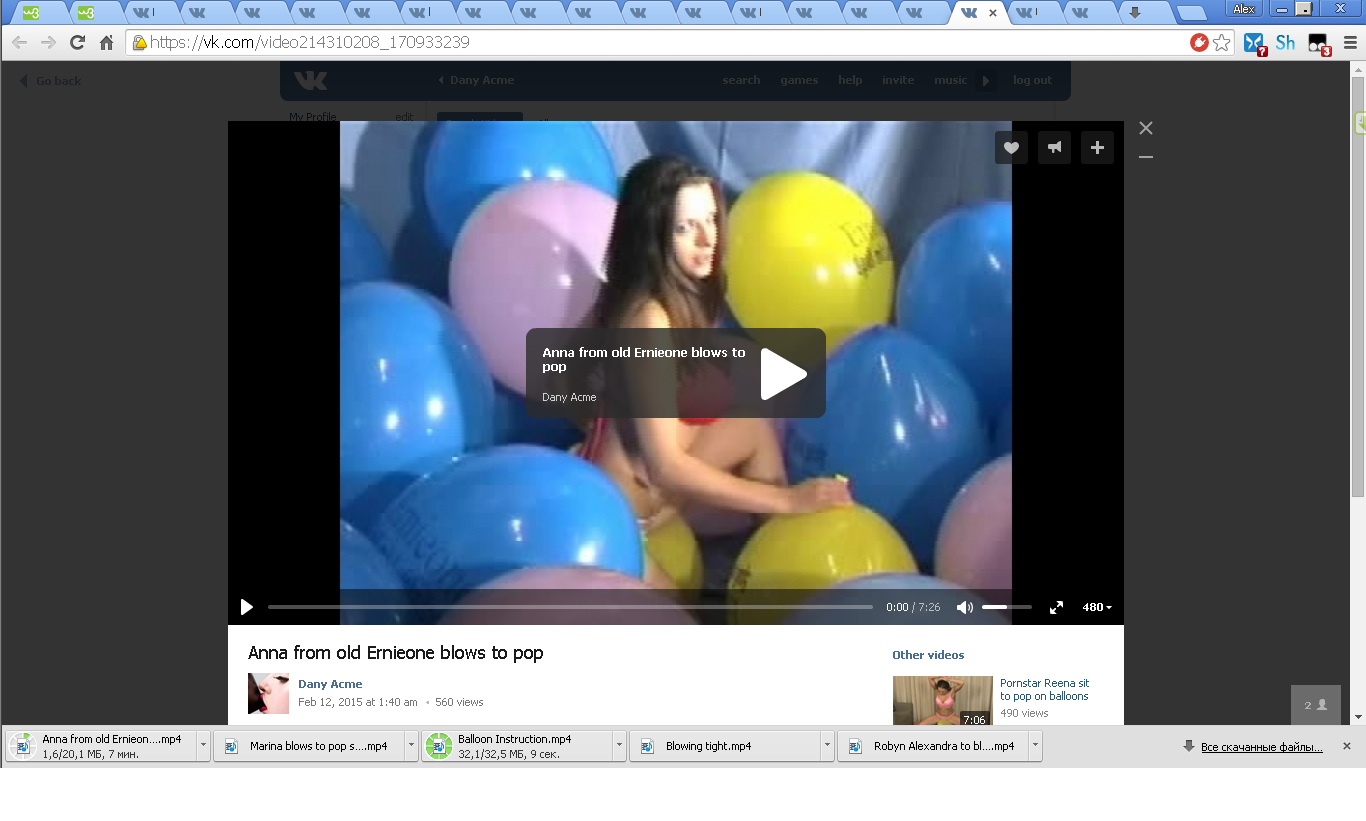 Alex
https://vk.com/video214310208_170933239
Sh
?
3
Go back
Dany Acme
search
games
help
invite
music
log out
My Profile
edit
Anna from old Ernieone blows to
pop
Dany Acme
0:00 / 7:26
480
Anna from old Ernieone blows to pop
Dany Acme
Feb 12, 2015 at 1:40 am • 560 views
Other videos
Pornstar Reena sit
to pop on balloons
490 views
7:06
2
Anna from old Ernieon....mp4
1,6/20,1 МБ, 7 мин.
Marina blows to pop s....mp4
Balloon Instruction.mp4
32,1/32,5 МБ, 9 сек.
Blowing tight.mp4
Robyn Alexandra to bl....mp4
Все скачанные файлы...